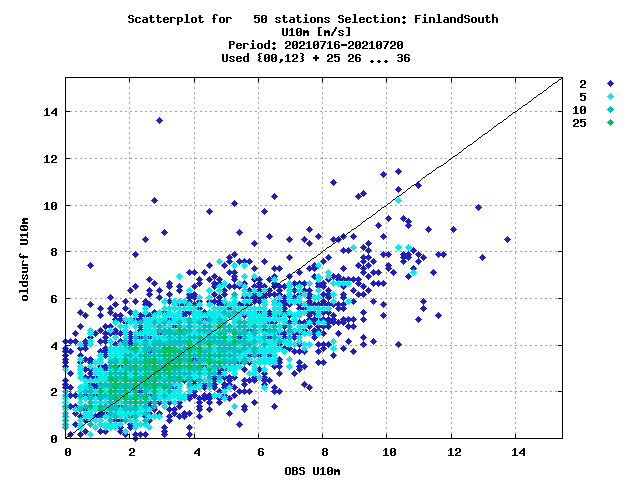 Scatterplot for 50 stations Selection: FinlandSouth
U10m [m/s]
Period: 20210716-20210720
Used {00,12} + 25 26 ... 36
2
5
10
25
14
12
10
8
6
4
2
0
oldsurf U10m
0 2 4 6 8 10 12 14
OBS U10m